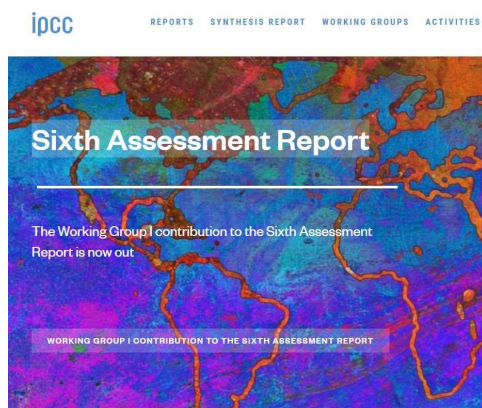 ipcc
REPORTS SYNTHESIS REPORT WORKING GROUPS ACTIVITIES
Sixth Assessment Report
The Working Group I contribution to the Sixth Assessment
Report is now out
WORKING GROUP I CONTRIBUTION TO THE SIXTH ASSESSMENT REPORT